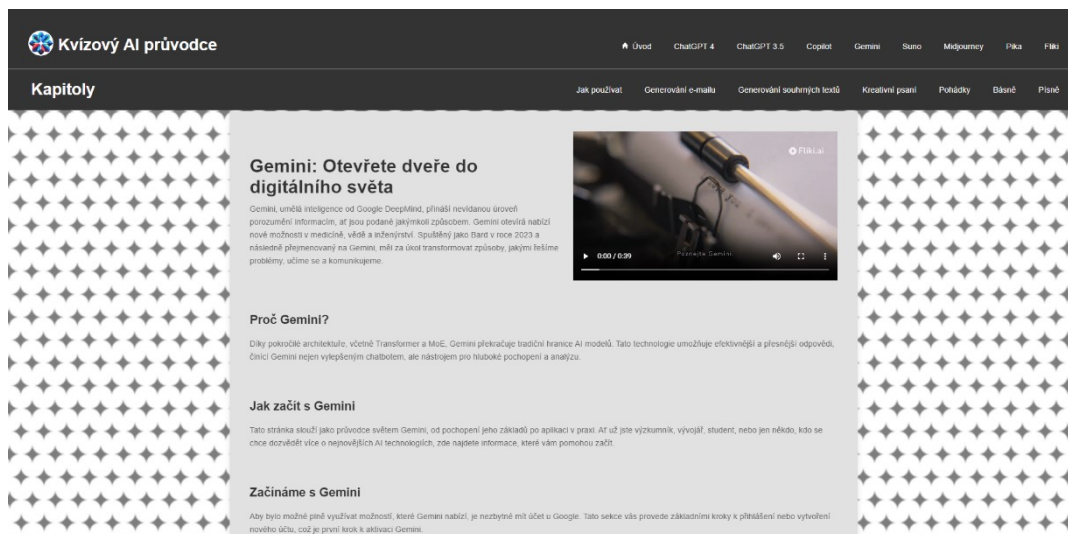 Kvízový AI průvodce
Úvod ChatGPT 4 ChatGPT 3.5 Copilot Gemini Suno Midjourney Pika Fliki
Kapitoly
Jak používat Generování e-mailu Generování souhrných textů Kreativní psaní Pohádky Básně Písně
Gemini: Otevřete dveře do
digitálního světa
Gemini, umělá inteligence od Google DeepMind, přináší nevídanou úroveň
porozumění informacím, ať jsou podané jakýmkoli způsobem. Gemini otevírá nabízí
nové možnosti v medicíně, vědě a inženýrství. Spuštěný jako Bard v roce 2023 a
následně přejmenovaný na Gemini, měl za úkol transformovat způsoby, jakými řešíme
problémy, učíme se a komunikujeme.
Fliki.ai
Poznejte Gemini
0:00 / 0:39
Proč Gemini?
Díky pokročilé architektuře, včetně Transformer a MoE, Gemini překračuje tradiční hranice AI modelů. Tato technologie umožňuje efektivnější a přesnější odpovědi,
činící Gemini nejen vylepšeným chatbotem, ale nástrojem pro hluboké pochopení a analýzu.
Jak začít s Gemini
Tato stránka slouží jako průvodce světem Gemini, od pochopení jeho základů po aplikaci v praxi. Ať už jste výzkumník, vývojář, student, nebo jen někdo, kdo se
chce dozvědět více o nejnovějších AI technologiích, zde najdete informace, které vám pomohou začít.
Začínáme s Gemini
Aby bylo možné plně využívat možností, které Gemini nabízí, je nezbytné mít účet u Google. Tato sekce vás provede základními kroky k přihlášení nebo vytvoření
nového účtu, což je první krok k aktivaci Gemini.